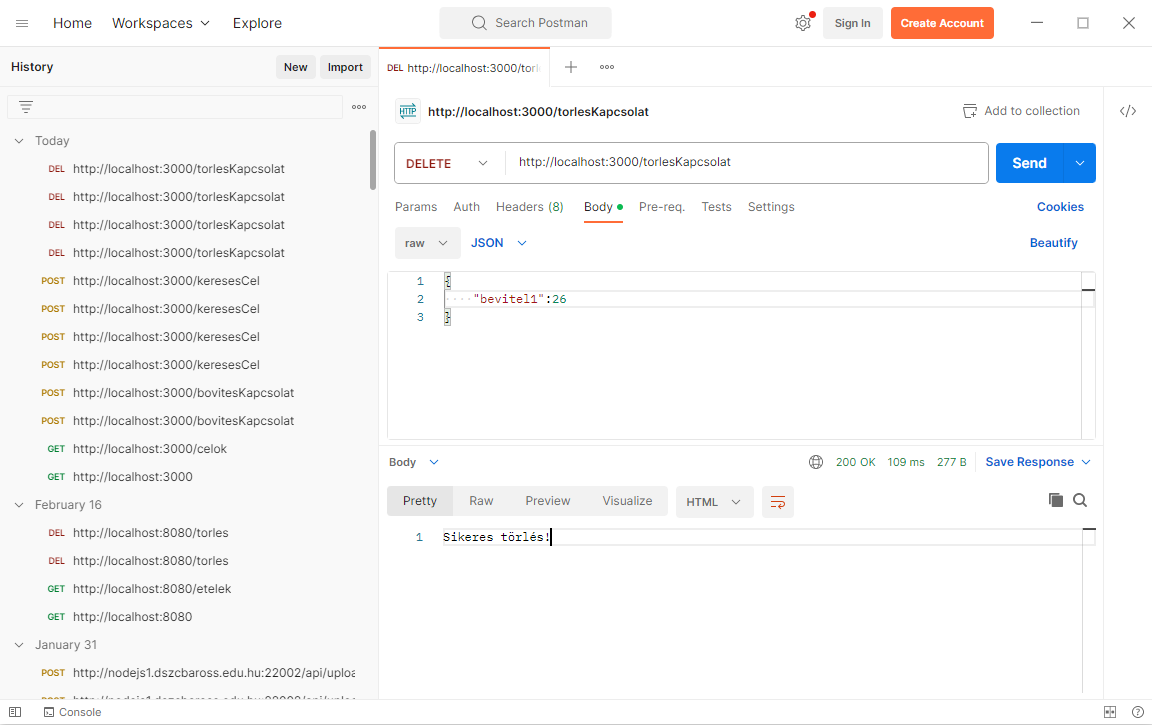 Home Workspaces Explore Search Postman Sign In Create Account
History New Import
DEL http://localhost:3000/torl
HTTP http://localhost:3000/torlesKapcsolat Add to collection
DELETE http://localhost:3000/torlesKapcsolat Send
Params Auth Headers (8) Body Pre-req. Tests Settings Cookies
raw JSON Beautify
1 {
2 "bevitel1":26
3 }
Today
DEL http://localhost:3000/torlesKapcsolat
DEL http://localhost:3000/torlesKapcsolat
DEL http://localhost:3000/torlesKapcsolat
DEL http://localhost:3000/torlesKapcsolat
POST http://localhost:3000/keresesCel
POST http://localhost:3000/keresesCel
POST http://localhost:3000/keresesCel
POST http://localhost:3000/keresesCel
POST http://localhost:3000/bovitesKapcsolat
POST http://localhost:3000/bovitesKapcsolat
GET http://localhost:3000/celok
GET http://localhost:3000
February 16
DEL http://localhost:8080/torles
DEL http://localhost:8080/torles
GET http://localhost:8080/etelek
GET http://localhost:8080
January 31
POST http://nodejs1.dszcbaross.edu.hu:22002/api/uploa
Body 200 OK 109 ms 277 B Save Response
Pretty Raw Preview Visualize HTML
1 Sikeres törlés!
Console